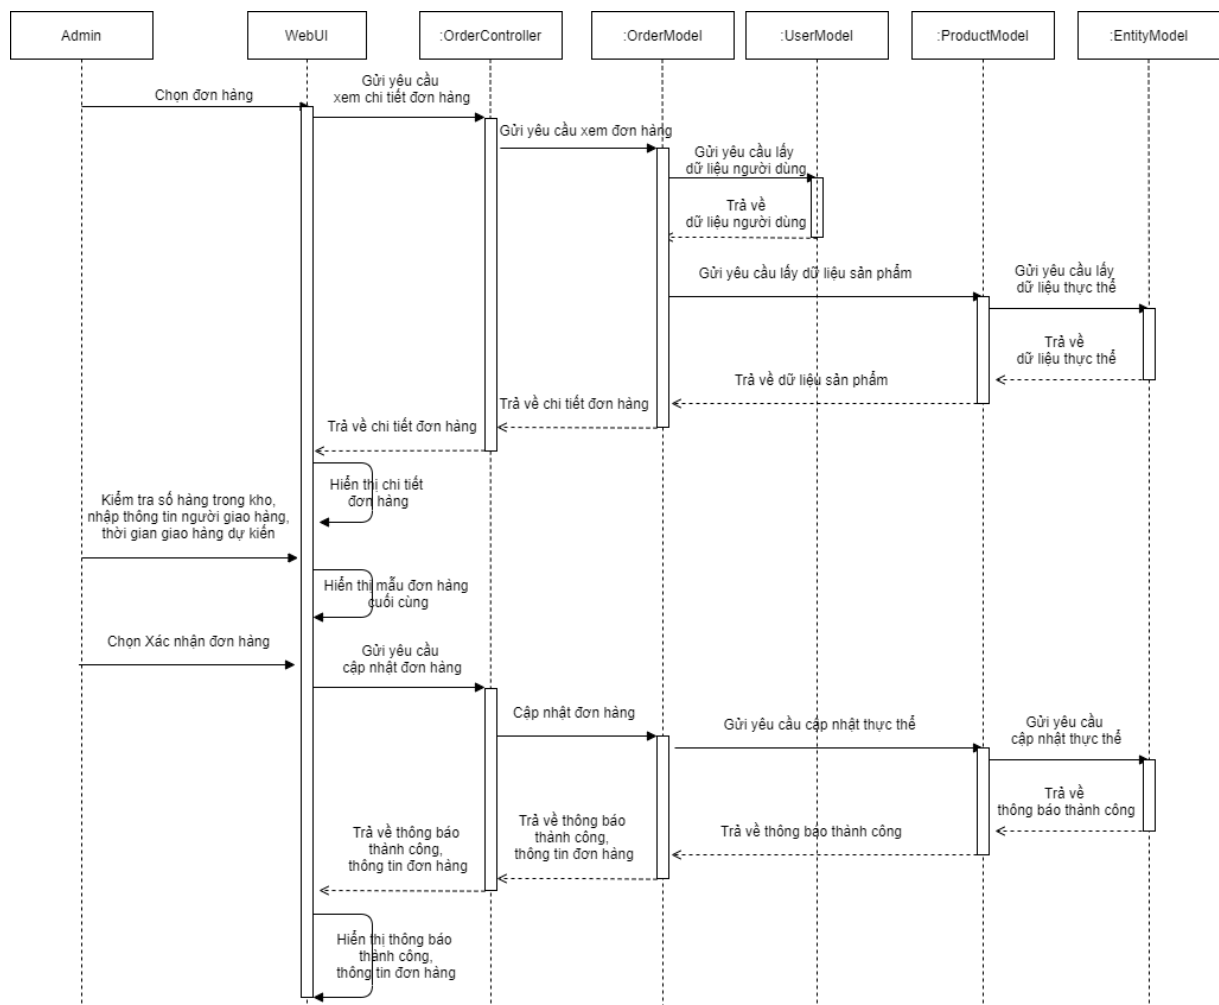 Admin
WebUI
:OrderController
:OrderModel
:UserModel
:ProductModel
:EntityModel
Chọn đơn hàng
Gửi yêu cầu
xem chi tiết đơn hàng
Gửi yêu cầu xem đơn hàng
Gửi yêu cầu lấy
dữ liệu người dùng
Trả về
dữ liệu người dùng
Gửi yêu cầu lấy dữ liệu sản phẩm
Gửi yêu cầu lấy
dữ liệu thực thể
Trả về
dữ liệu thực thể
Trả về dữ liệu sản phẩm
Trả về chi tiết đơn hàng
Trả về chi tiết đơn hàng
Hiển thị chi tiết
đơn hàng
Kiểm tra số hàng trong kho,
nhập thông tin người giao hàng,
thời gian giao hàng dự kiến
Hiển thị mẫu đơn hàng
cuối cùng
Chọn Xác nhận đơn hàng
Gửi yêu cầu
cập nhật đơn hàng
Cập nhật đơn hàng
Gửi yêu cầu cập nhật thực thể
Gửi yêu cầu
cập nhật thực thể
Trả về
thông báo thành công
Trả về thông báo thành công
Trả về thông báo
thành công,
thông tin đơn hàng
Trả về thông báo
thành công,
thông tin đơn hàng
Hiển thị thông báo
thành công,
thông tin đơn hàng